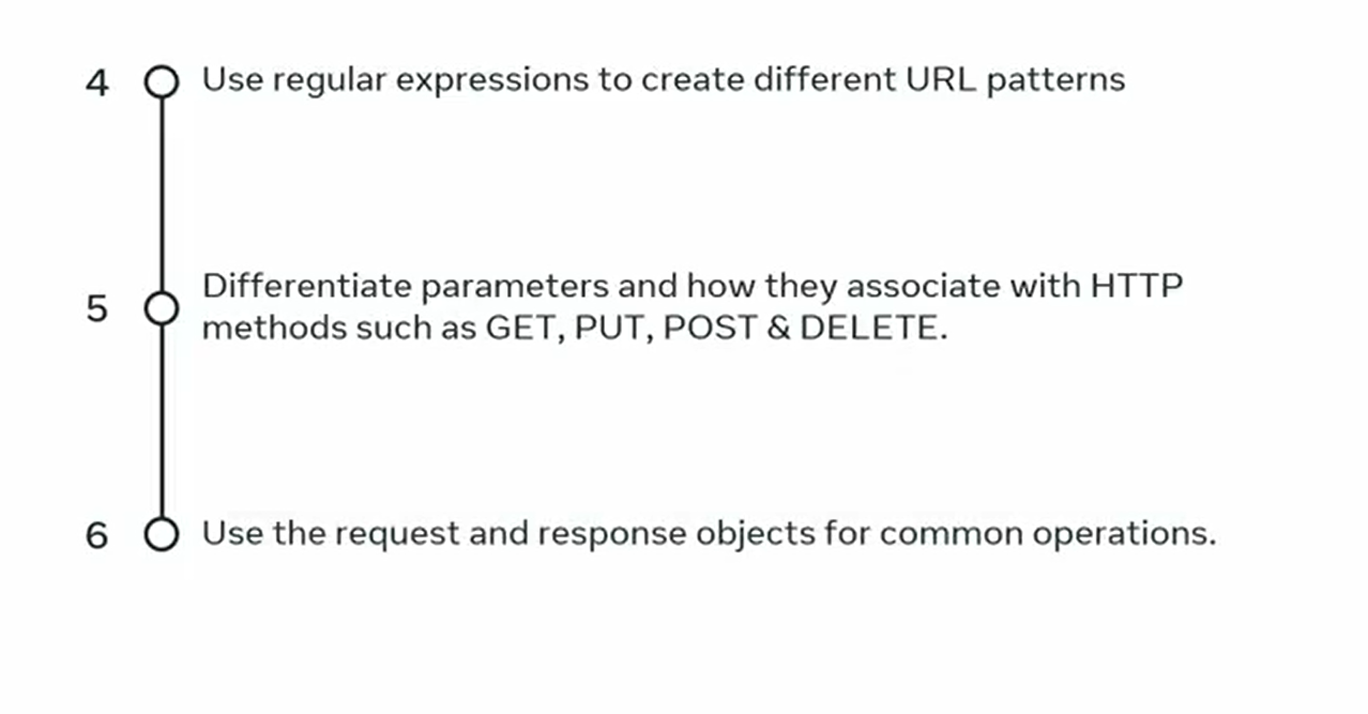 4 Use regular expressions to create different URL patterns
5 Differentiate parameters and how they associate with HTTP
methods such as GET, PUT, POST & DELETE.
6 Use the request and response objects for common operations.